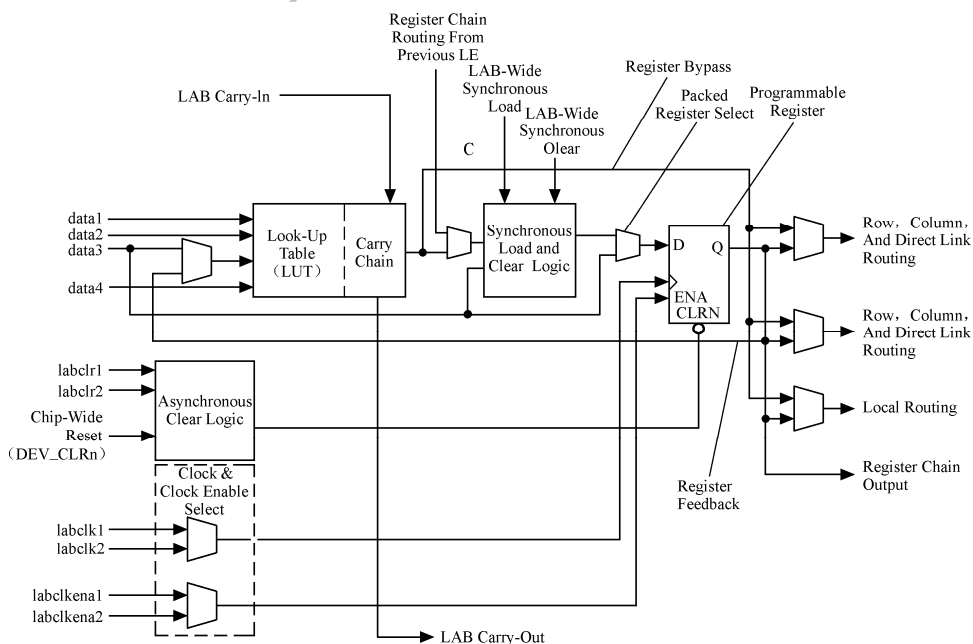 Register Chain
Routing From
Previous LE
LAB-Wide
Synchronous
Load
LAB-Wide
Synchronous
Olear
Register Bypass
Packed
Register Select
Programmable
Register
LAB Carry-In
C
data1
data2
data3
data4
Look-Up
Table
（LUT）
Carry
Chain
Synchronous
Load and
Clear Logic
D
Q
ENA
CLRN
Row，Column，
And Direct Link
Routing
Row，Column，
And Direct Link
Routing
Local Routing
Register Chain
Output
Register
Feedback
labclr1
labclr2
Chip-Wide
Reset
(DEV_CLRn)
Asynchronous
Clear Logic
Clock &
Clock Enable
Select
labclk1
labclk2
labclkena1
labclkena2
LAB Carry-Out